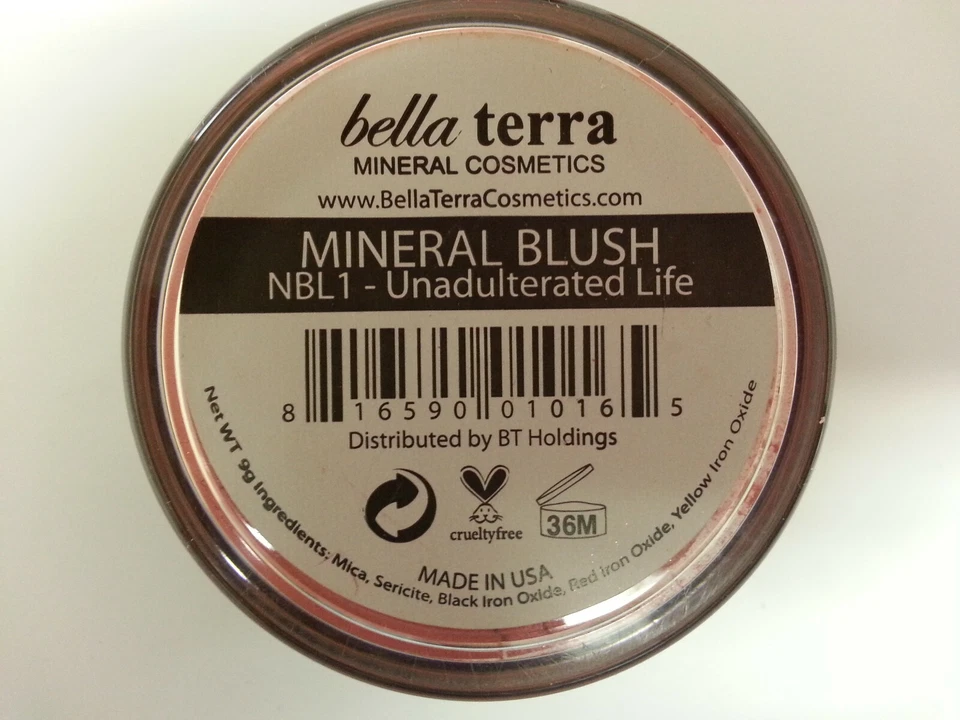 bella terra
MINERAL COSMETICS
www.BellaTerraCosmetics.com
MINERAL BLUSH
NBL1 - Unadulterated Life
8 16590 01016 5
Distributed by BT Holdings
crueltyfree
36M
MADE IN USA
Net WT 9g Ingredients; Mica, Sericite, Black Iron Oxide, Red Iron Oxide, Yellow Iron Oxide